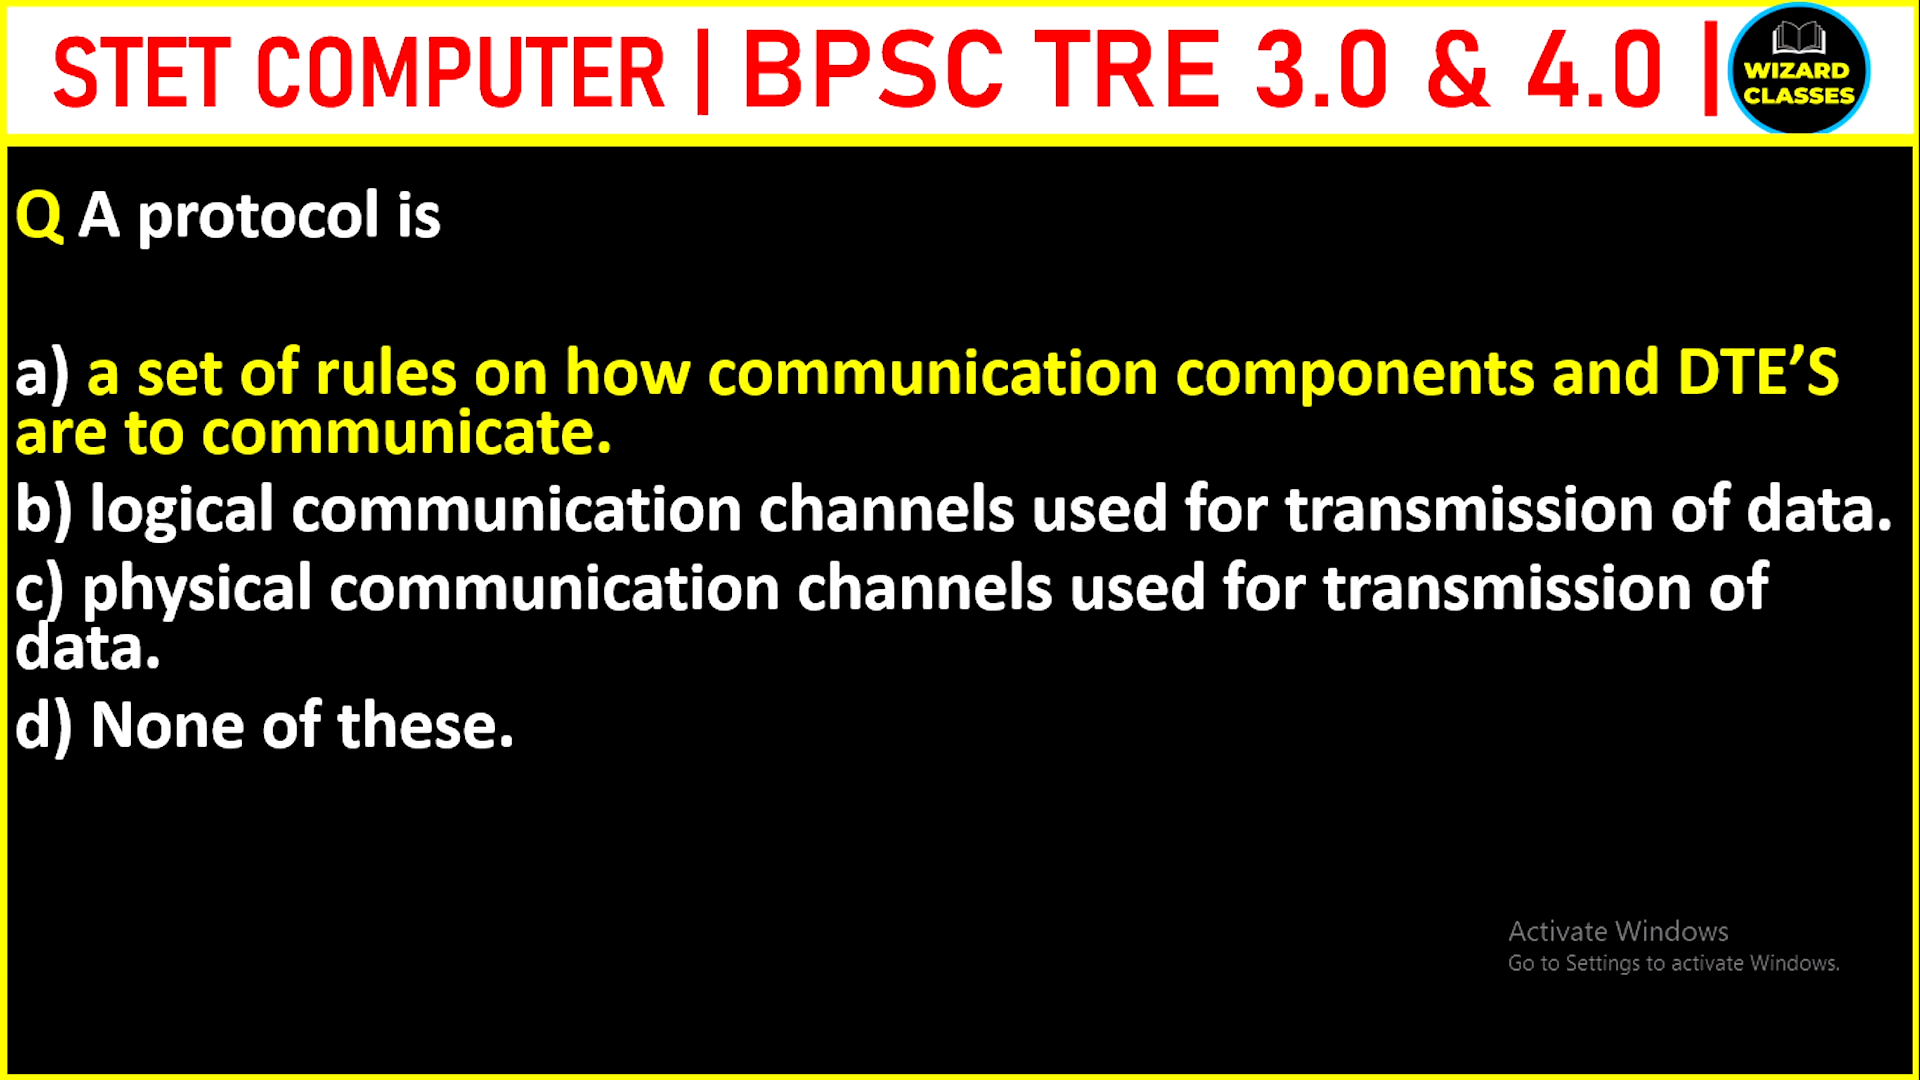 STET COMPUTER | BPSC TRE 3.0 & 4.0 |
WIZARD
CLASSES
Q A protocol is
a) a set of rules on how communication components and DTE’S
are to communicate.
b) logical communication channels used for transmission of data.
c) physical communication channels used for transmission of
data.
d) None of these.
Activate Windows
Go to Settings to activate Windows.